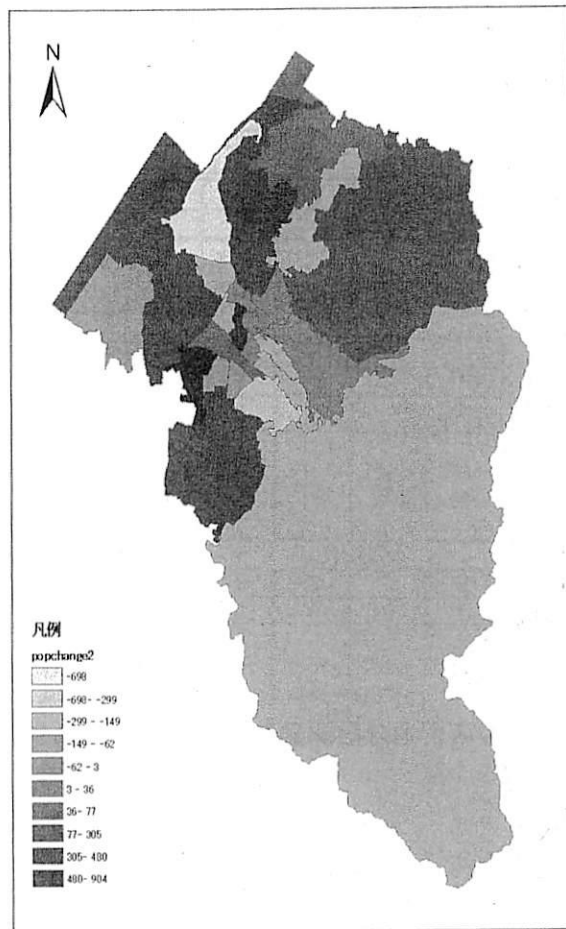 N
凡例
popchange2
-698
-698- -299
-299 - -149
-149 - -62
-62 - 3
3 - 36
36 - 77
77 - 305
305- 480
480- 904